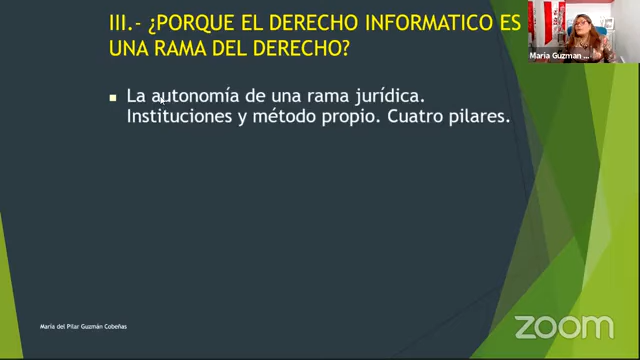 III.- ¿PORQUE EL DERECHO INFORMATICO ES
UNA RAMA DEL DERECHO?
La autonomía de una rama jurídica.
Instituciones y método propio. Cuatro pilares.
Maria Guzman
María del Pilar Guzmán Cobeñas
zoom